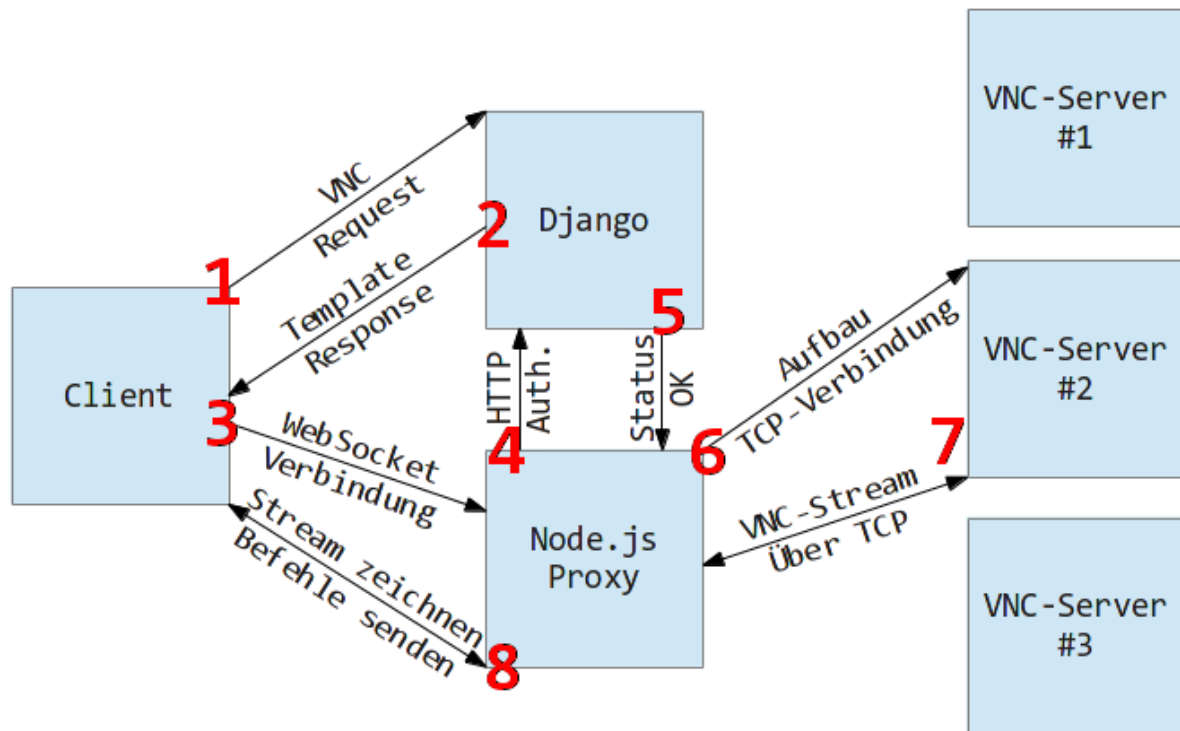 VNC-Server
#1
VNC
Request
Django
2
1
Template
Response
5
VNC-Server
#2
Client
3
HTTP
Auth.
Status
OK
Aufbau
TCP-Verbindung
4
6
7
WebSocket
Verbindung
VNC-Stream
Über TCP
Node.js
Proxy
Stream zeichnen
Befehle senden
8
VNC-Server
#3